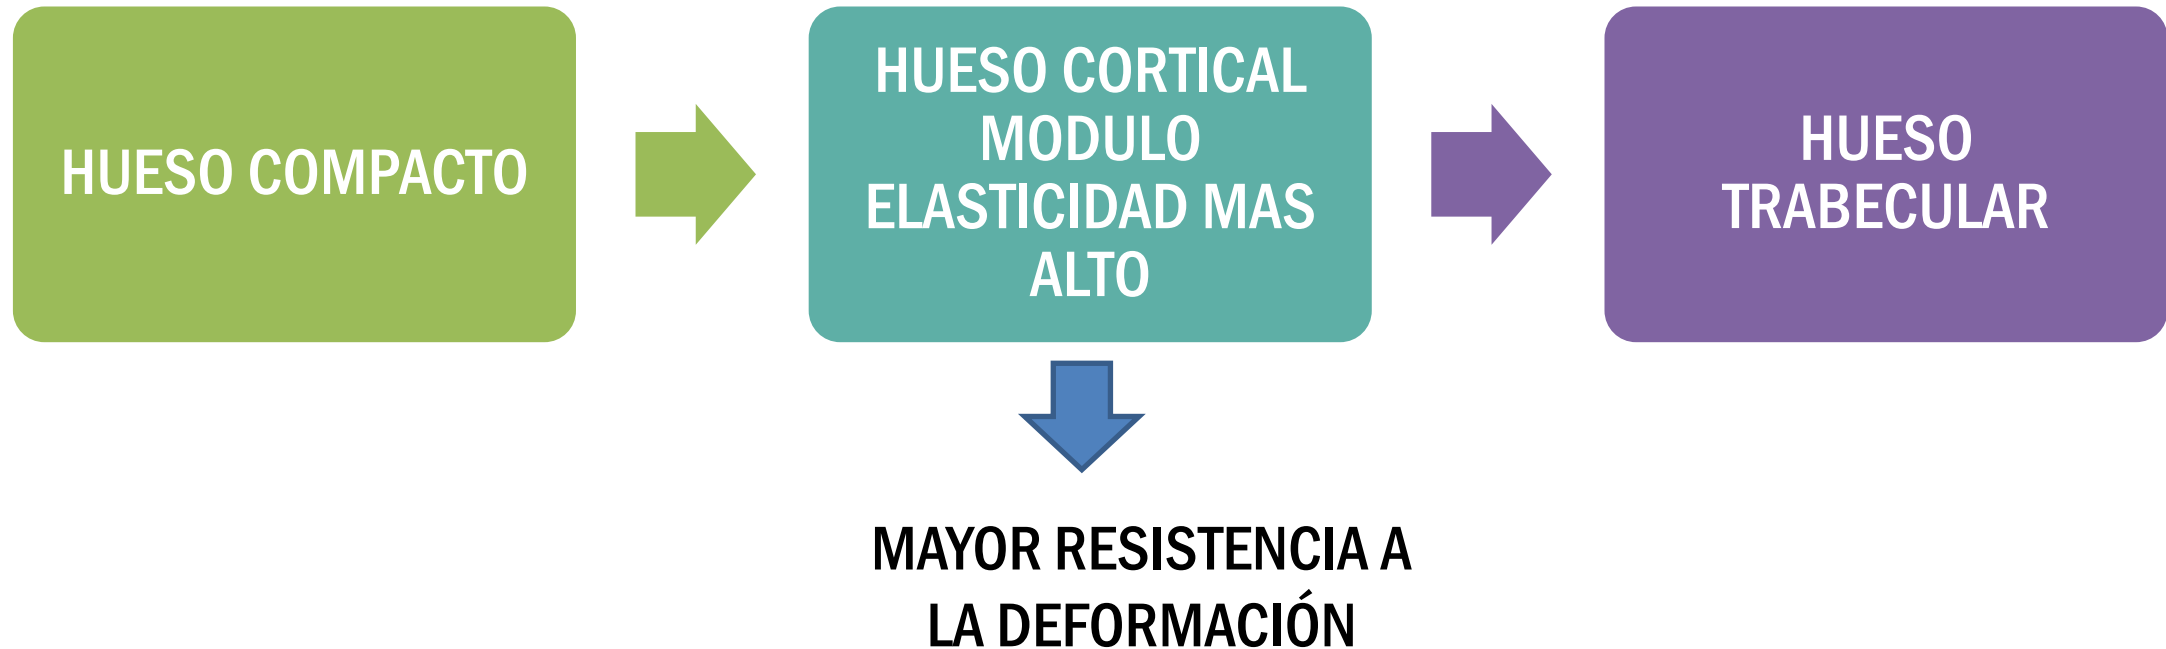 HUESO COMPACTO
HUESO CORTICAL
MODULO
ELASTICIDAD MAS
ALTO
HUESO
TRABECULAR
MAYOR RESISTENCIA A
LA DEFORMACIÓN